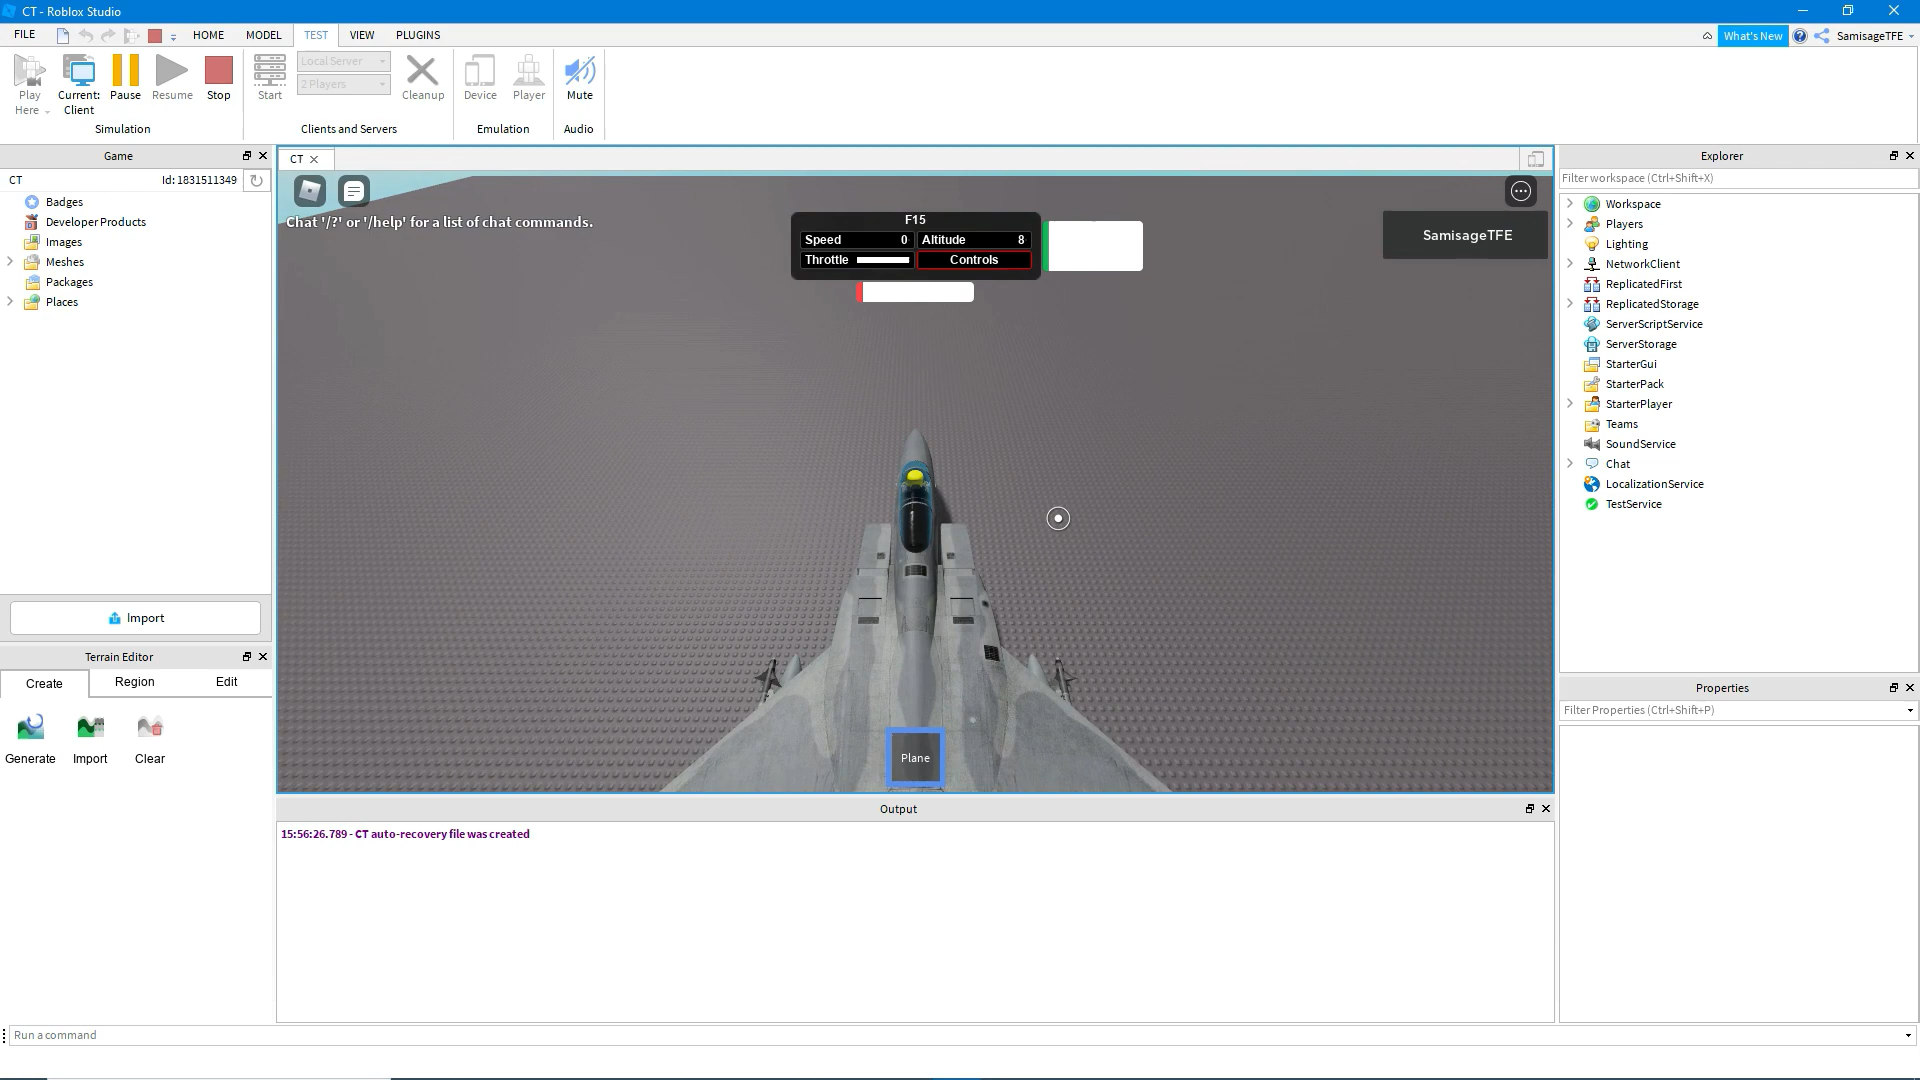 CT - Roblox Studio
FILE
HOME
MODEL
TEST
VIEW
PLUGINS
What's New
SamisageTFE
Play Here
Current: Client
Pause
Resume
Stop
Simulation
Start
Local Server
2 Players
Cleanup
Clients and Servers
Device
Player
Emulation
Mute
Audio
Game
CT
Id: 1831511349
Badges
Developer Products
Images
Meshes
Packages
Places
Import
Terrain Editor
Create
Region
Edit
Generate
Import
Clear
CT
Chat '/?' or '/help' for a list of chat commands.
F15
Speed 0
Altitude 8
Throttle
Controls
SamisageTFE
Plane
Output
15:56:26.789 - CT auto-recovery file was created
Run a command
Explorer
Filter workspace (Ctrl+Shift+X)
Workspace
Players
Lighting
NetworkClient
ReplicatedFirst
ReplicatedStorage
ServerScriptService
ServerStorage
StarterGui
StarterPack
StarterPlayer
Teams
SoundService
Chat
LocalizationService
TestService
Properties
Filter Properties (Ctrl+Shift+P)